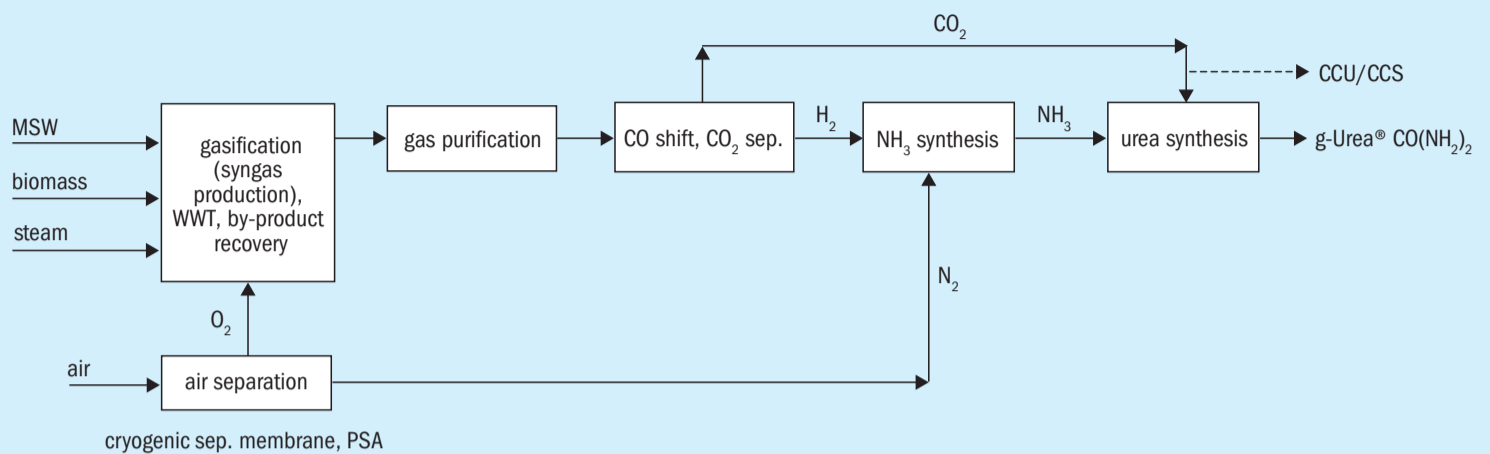 CO₂
CCU/CCS
MSW
biomass
steam
gasification
(syngas
production),
WWT, by-product
recovery
gas purification
CO shift, CO₂ sep.
H₂
NH₃ synthesis
NH₃
urea synthesis
g-Urea® CO(NH₂)₂
O₂
N₂
air
air separation
cryogenic sep. membrane, PSA